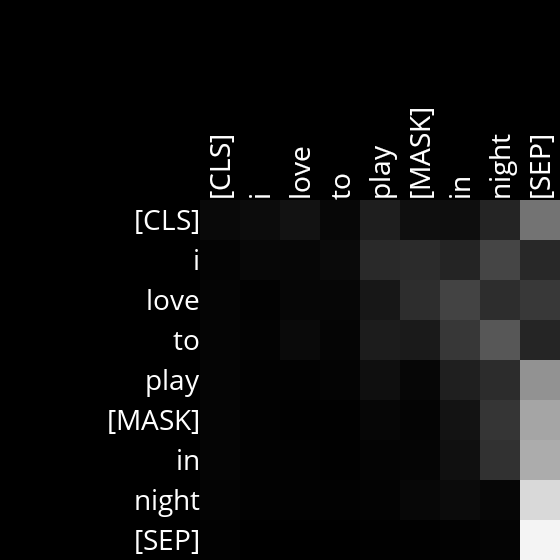 [CLS] i love to play [MASK] in night [SEP]
[CLS]
i
love
to
play
[MASK]
in
night
[SEP]